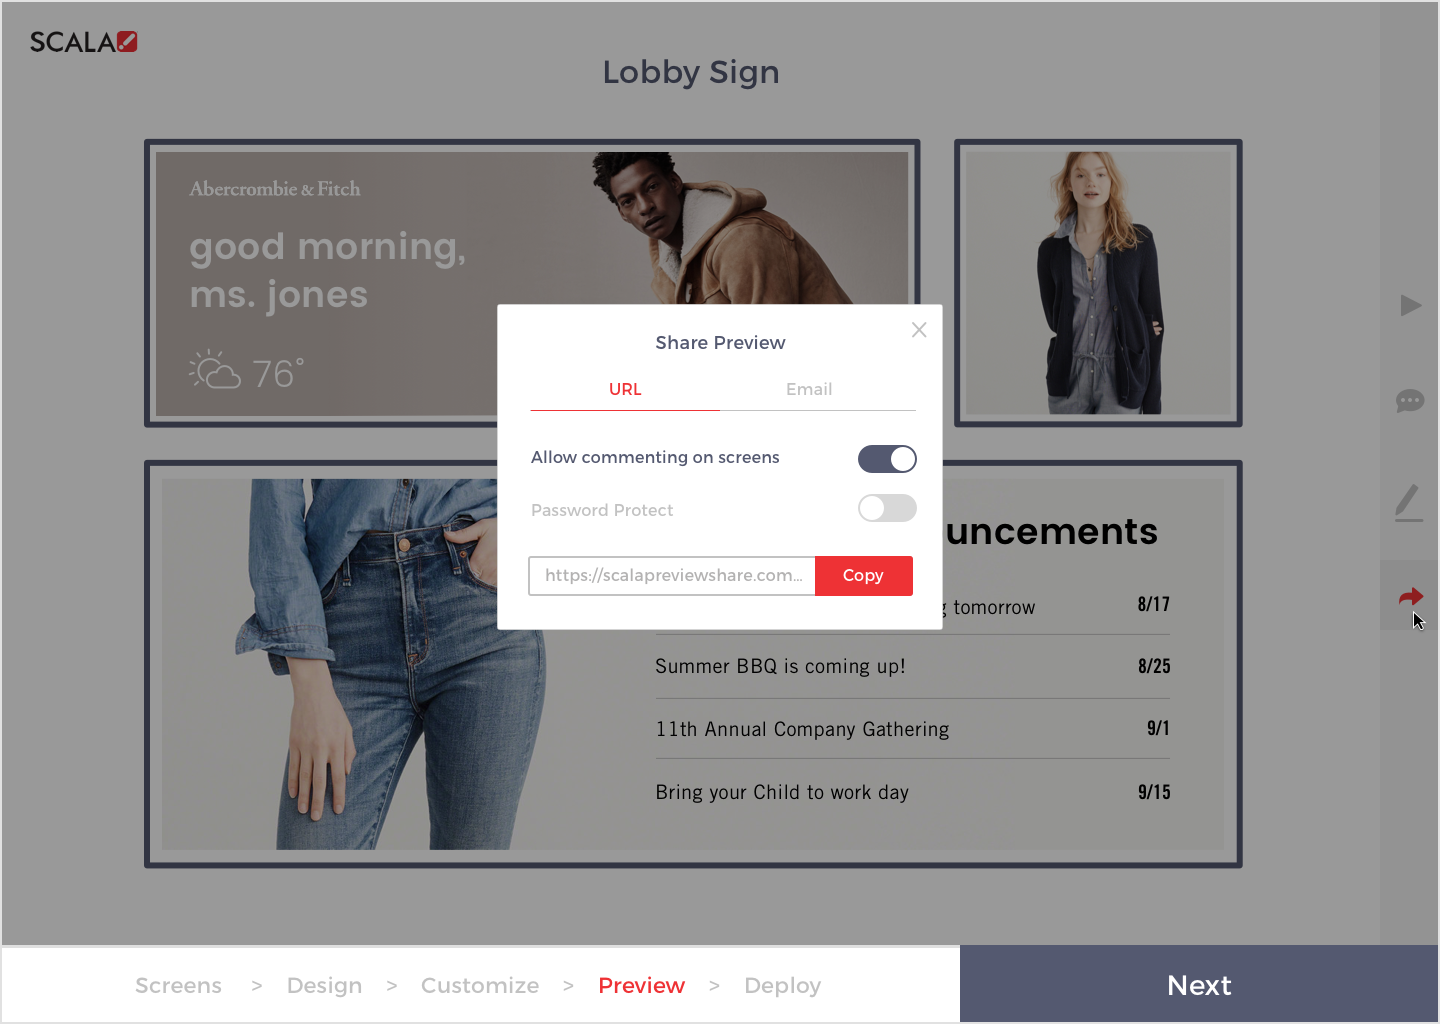 SCALA
Lobby Sign
Abercrombie & Fitch
good morning,
ms. jones
76°
Share Preview
URL Email
Allow commenting on screens
Password Protect
https://scalapreviewshare.com...
Copy
uncements
tomorrow 8/17
Summer BBQ is coming up! 8/25
11th Annual Company Gathering 9/1
Bring your Child to work day 9/15
Screens > Design > Customize > Preview > Deploy
Next